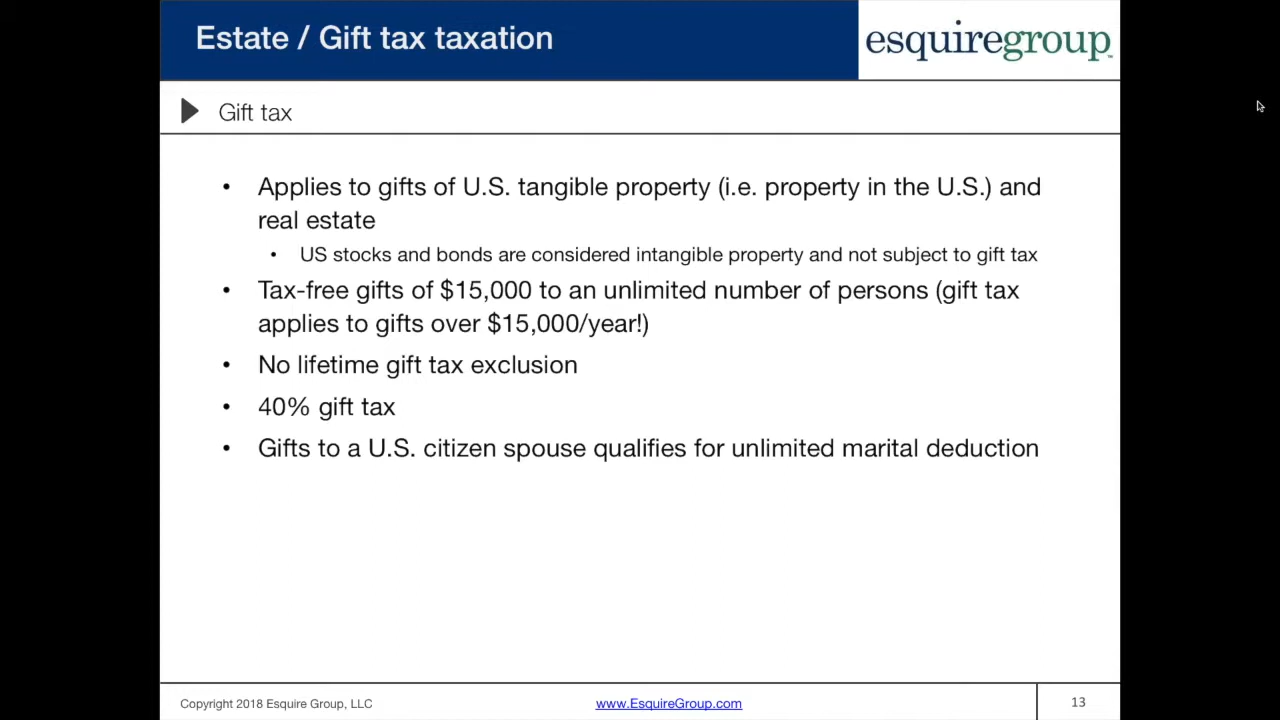 Estate / Gift tax taxation
esquiregroup™
Gift tax
• Applies to gifts of U.S. tangible property (i.e. property in the U.S.) and
real estate
• US stocks and bonds are considered intangible property and not subject to gift tax
• Tax-free gifts of $15,000 to an unlimited number of persons (gift tax
applies to gifts over $15,000/year!)
• No lifetime gift tax exclusion
• 40% gift tax
• Gifts to a U.S. citizen spouse qualifies for unlimited marital deduction
Copyright 2018 Esquire Group, LLC
www.EsquireGroup.com
13